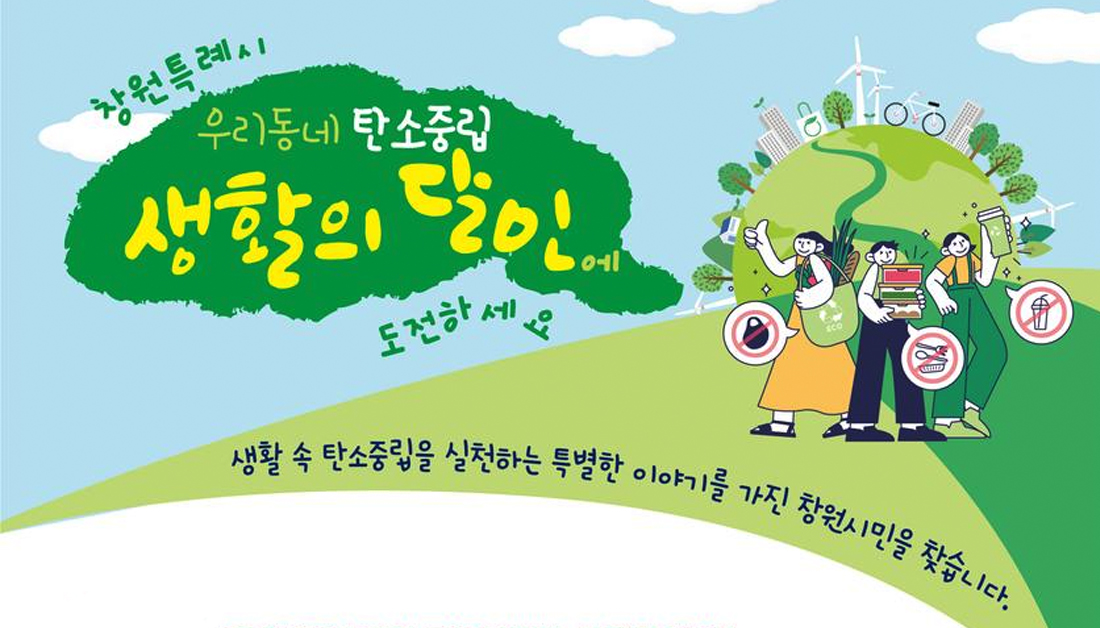 창원특례시
우리동네 탄소중립
생활의 달인에
도전하세요
ECO
생활 속 탄소중립을 실천하는 특별한 이야기를 가진 창원시민을 찾습니다.